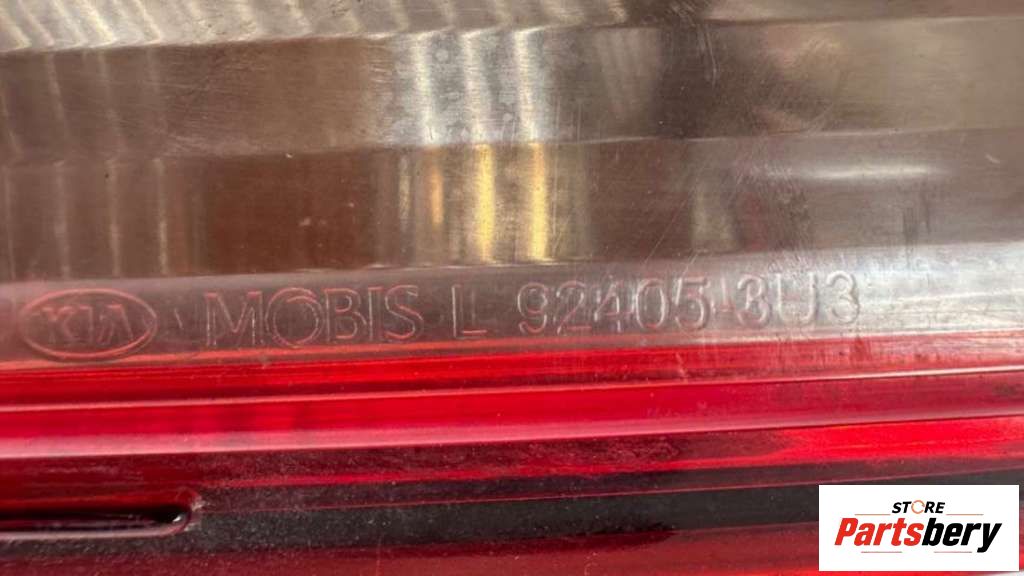 KIA MOBIS L 92405-3U3
STORE
Partsbery